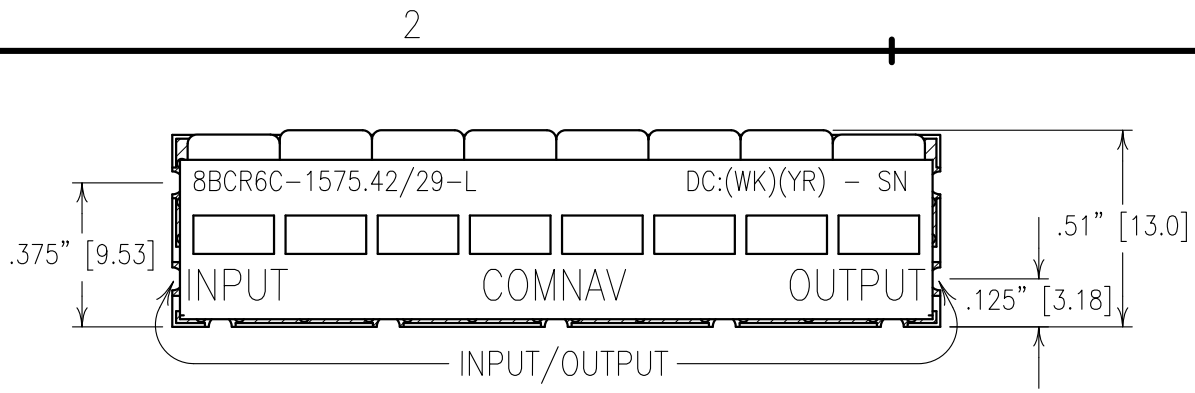 2
8BCR6C-1575.42/29-L DC:(WK)(YR) - SN
.375" [9.53]
.51" [13.0]
INPUT COMNAV OUTPUT
.125" [3.18]
INPUT/OUTPUT